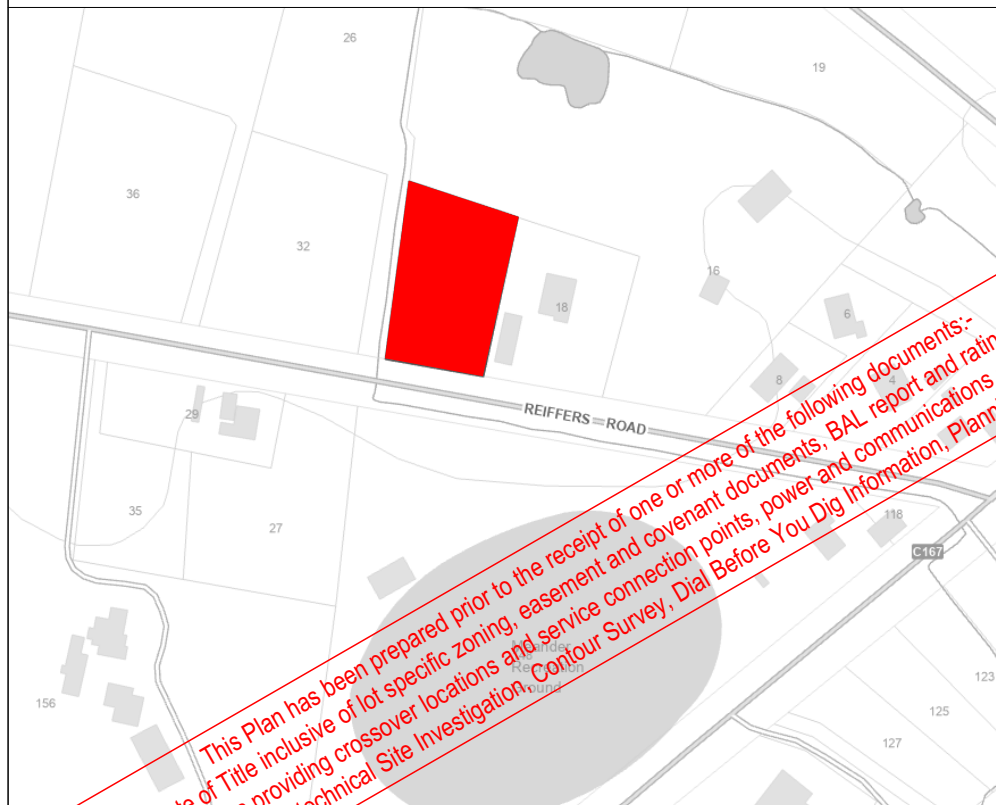 26
19
36
32
18
16
6
8
4
REIFFERS ROAD
29
35
27
118
C167
Meander
Recreation
Ground
156
123
125
127
This Plan has been prepared prior to the receipt of one or more of the following documents:-
of Title inclusive of lot specific zoning, easement and covenant documents, BAL report and
providing crossover locations and service connection points, power and communications
Site Investigation, Contour Survey, Dial Before You Dig Information,